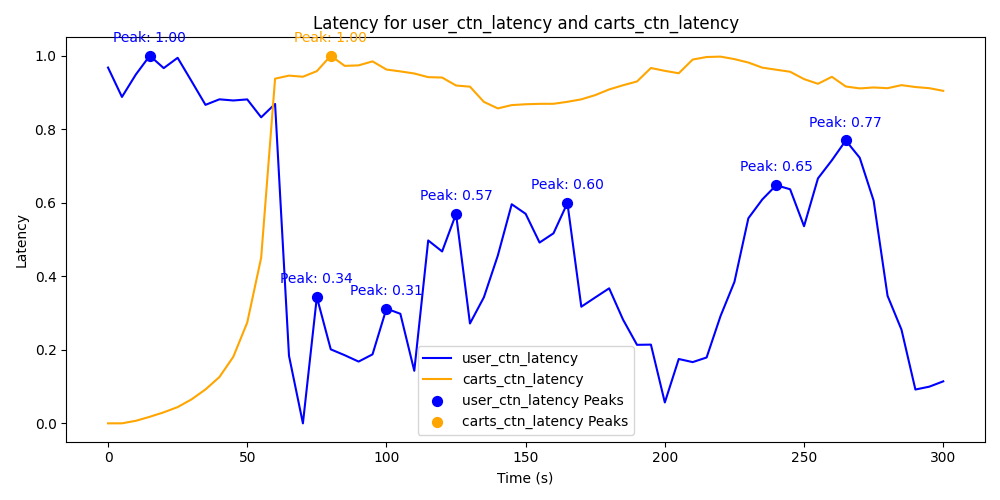 Latency for user_ctn_latency and carts_ctn_latency
Peak: 1.00
Peak: 1.00
Peak: 0.77
Peak: 0.65
Peak: 0.60
Peak: 0.57
Peak: 0.34
Peak: 0.31
1.0
0.8
0.6
0.4
0.2
0.0
Latency
user_ctn_latency
carts_ctn_latency
user_ctn_latency Peaks
carts_ctn_latency Peaks
0 50 100 150 200 250 300
Time (s)